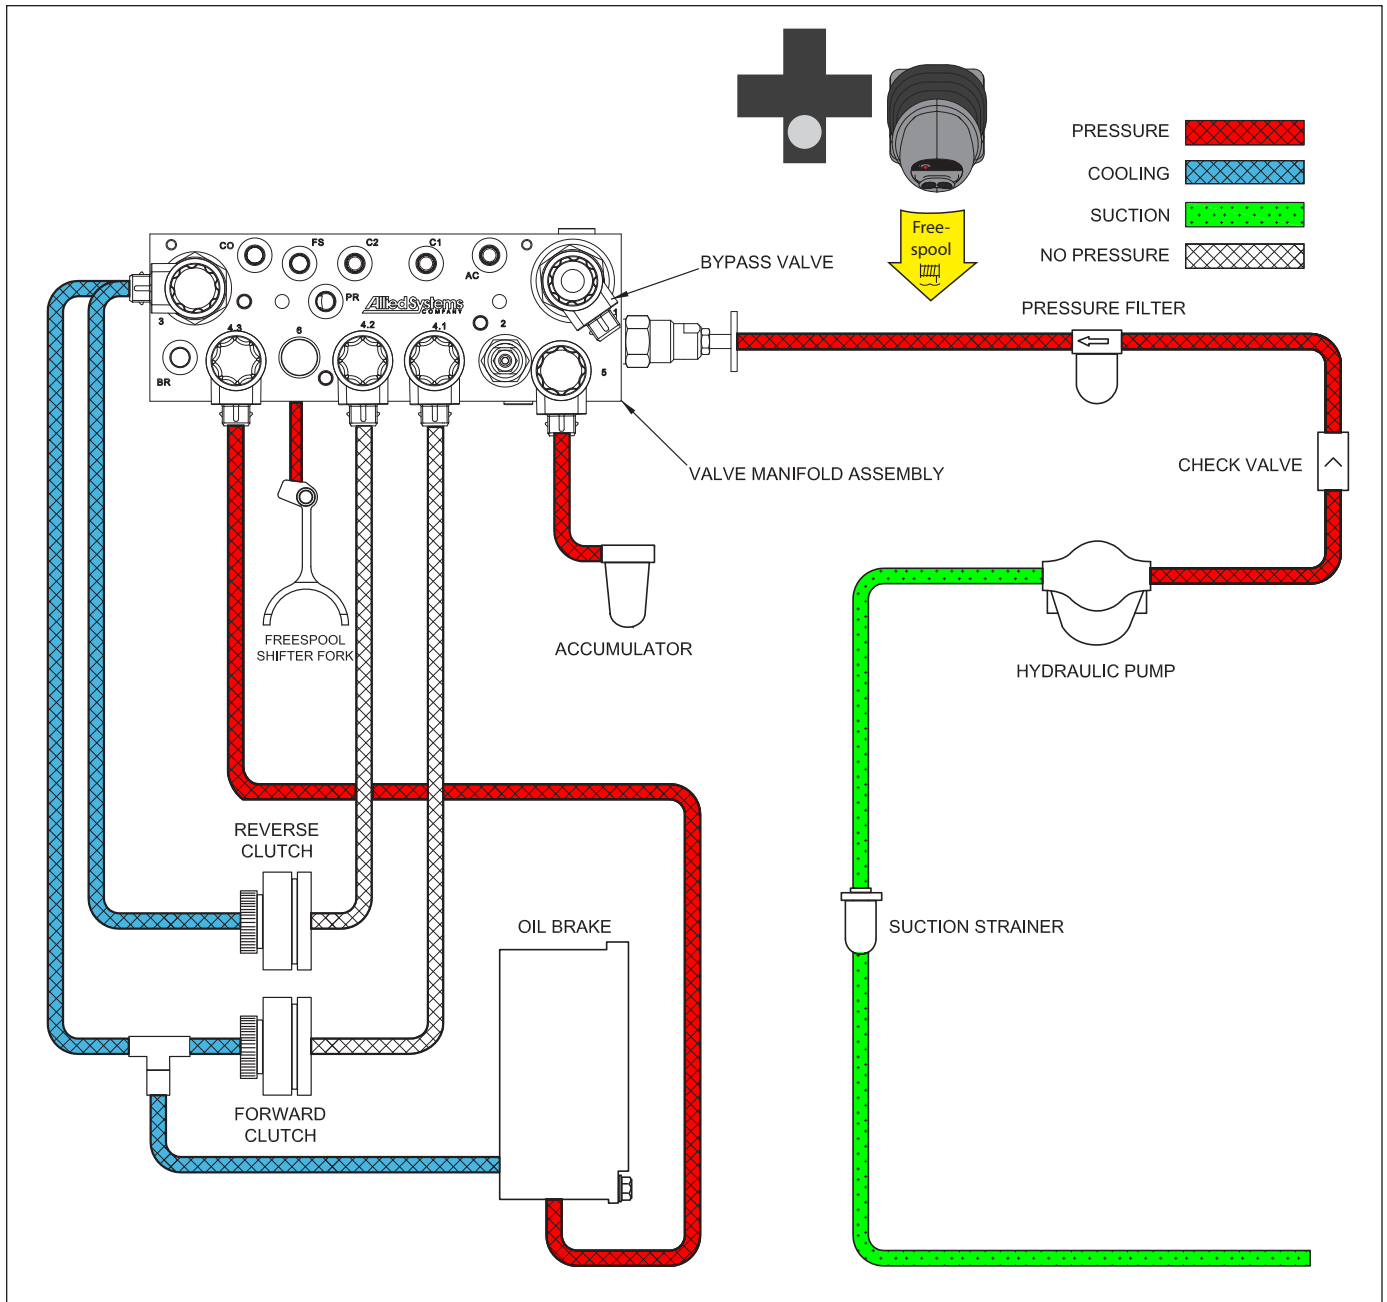 PRESSURE
COOLING
SUCTION
NO PRESSURE
Free-
spool
BYPASS VALVE
PRESSURE FILTER
CO
FS
C2
C1
AC
PR
Allied Systems
COMPANY
3
4.3
6
4.2
4.1
2
5
BR
VALVE MANIFOLD ASSEMBLY
CHECK VALVE
FREESPOOL
SHIFTER FORK
ACCUMULATOR
HYDRAULIC PUMP
REVERSE
CLUTCH
OIL BRAKE
SUCTION STRAINER
FORWARD
CLUTCH